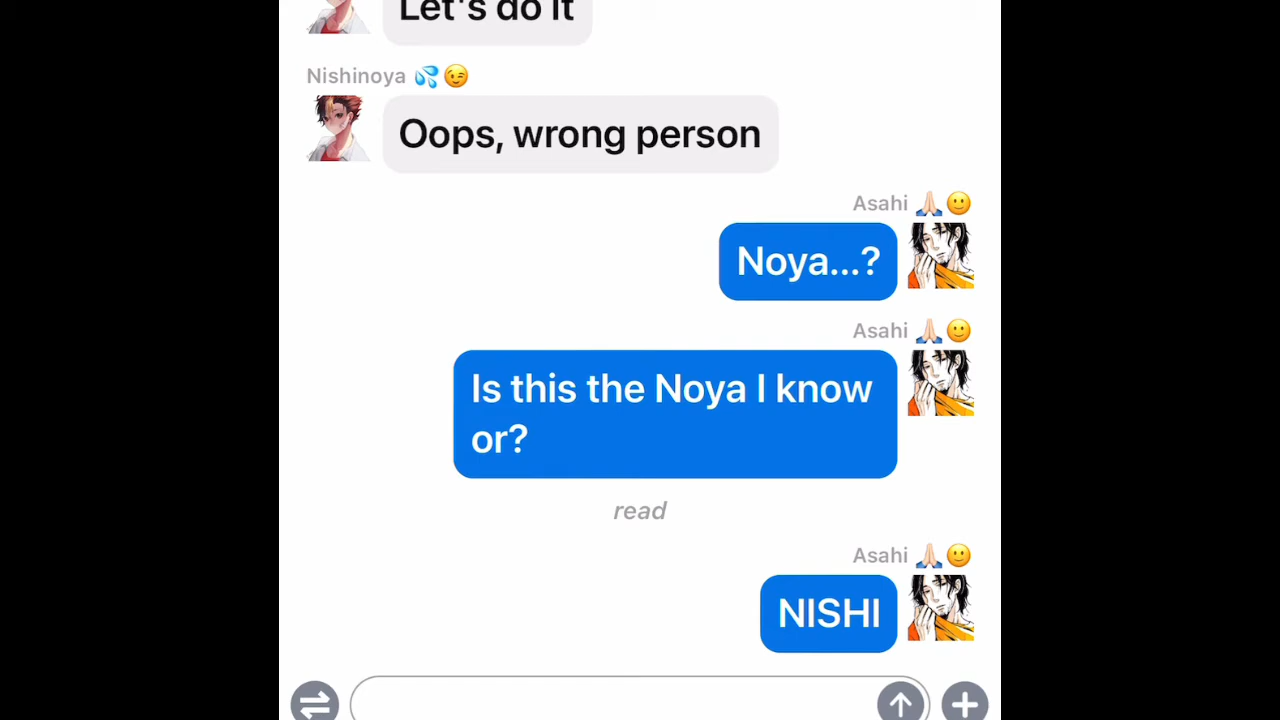 Let's do it
Nishinoya 💦😉
Oops, wrong person
Asahi 🙏🏻🙂
Noya...?
Asahi 🙏🏻🙂
Is this the Noya I know
or?
read
Asahi 🙏🏻🙂
NISHI